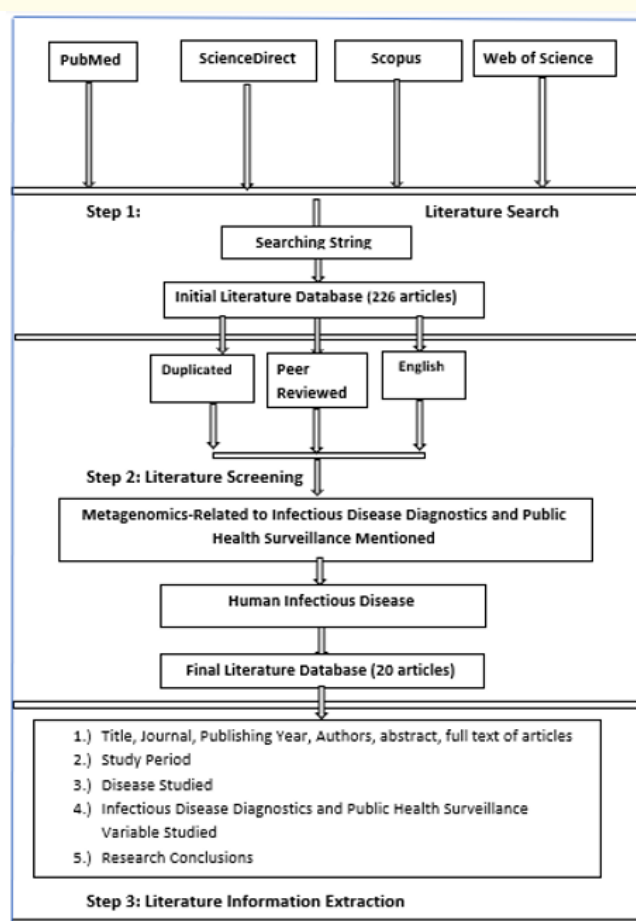 PubMed
ScienceDirect
Scopus
Web of Science
Step 1:
Literature Search
Searching String
Initial Literature Database (226 articles)
Duplicated
Peer
Reviewed
English
Step 2: Literature Screening
Metagenomics-Related to Infectious Disease Diagnostics and Public
Health Surveillance Mentioned
Human Infectious Disease
Final Literature Database (20 articles)
1.) Title, Journal, Publishing Year, Authors, abstract, full text of articles
2.) Study Period
3.) Disease Studied
4.) Infectious Disease Diagnostics and Public Health Surveillance
Variable Studied
5.) Research Conclusions
Step 3: Literature Information Extraction